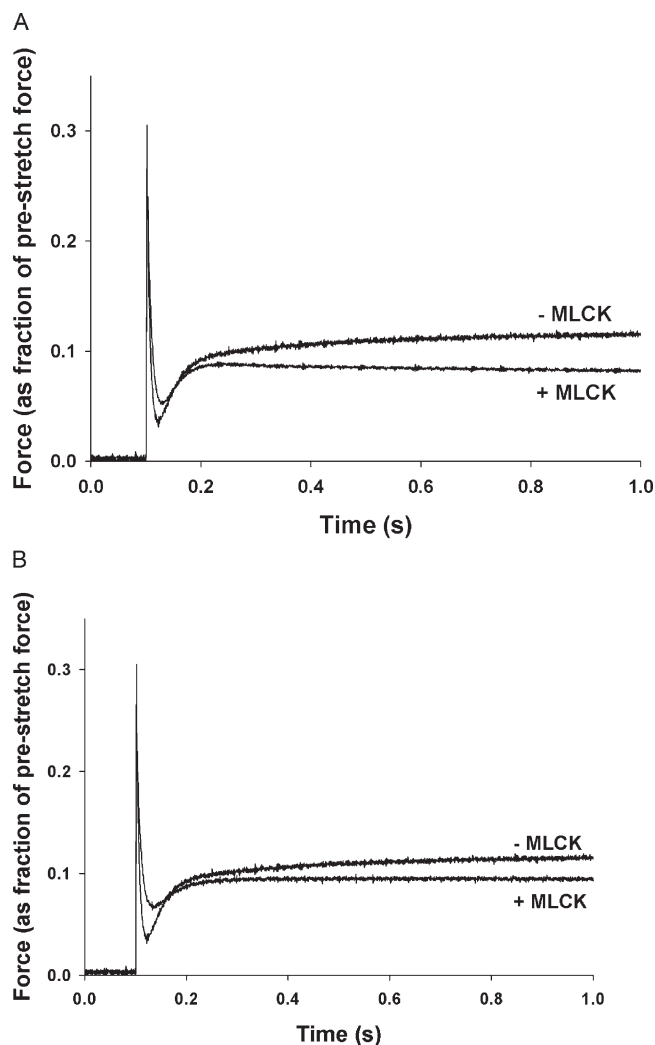 A
Force (as fraction of pre-stretch force)
0.3
0.2
0.1
0.0
- MLCK
+ MLCK
0.0 0.2 0.4 0.6 0.8 1.0
Time (s)
B
Force (as fraction of pre-stretch force)
0.3
0.2
0.1
0.0
- MLCK
+ MLCK
0.0 0.2 0.4 0.6 0.8 1.0
Time (s)